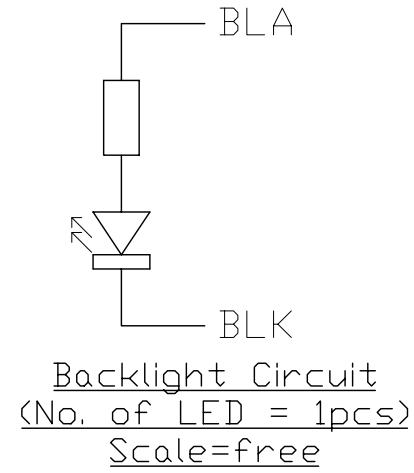 BLA
BLK
Backlight Circuit
(No. of LED = 1pcs)
Scale=free